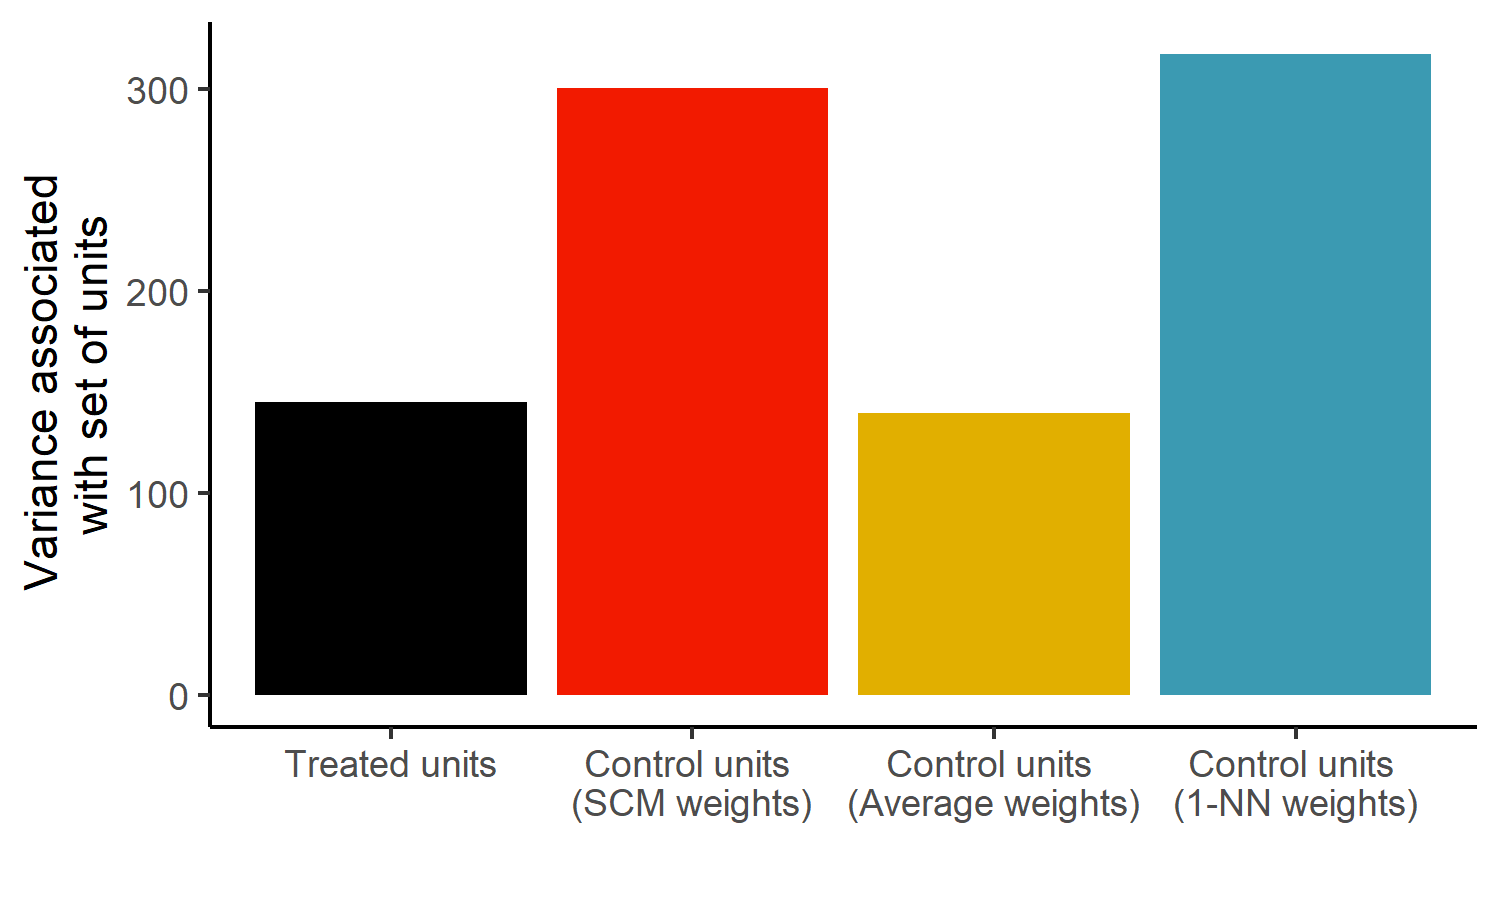 Variance associated
with set of units
300
200
100
0
Treated units
Control units
(SCM weights)
Control units
(Average weights)
Control units
(1-NN weights)